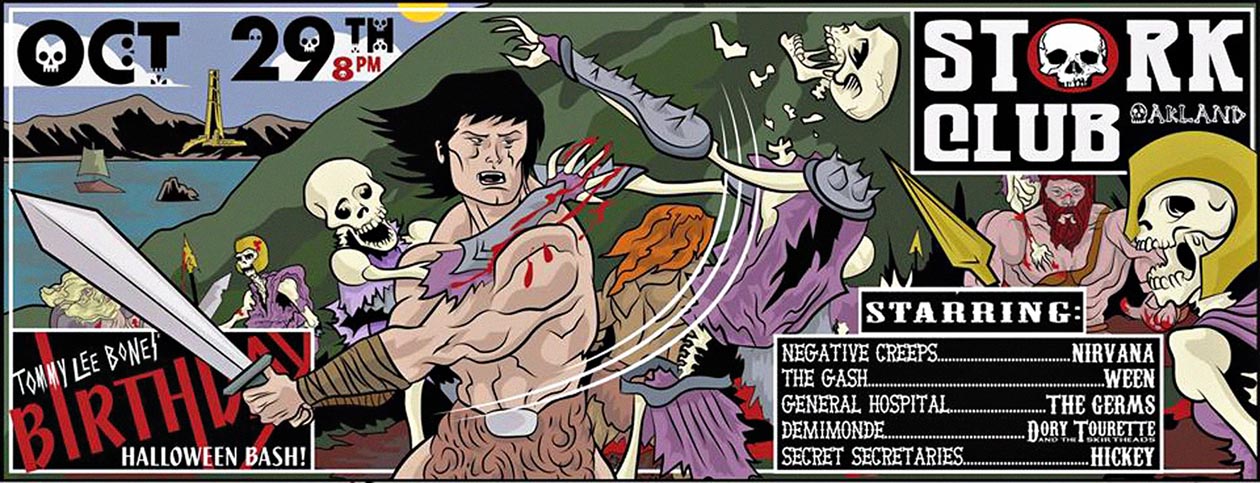 OCT 29TH
8PM
STORK
CLUB OAKLAND
TOMMY LEE BONES'
BIRTHDAY
HALLOWEEN BASH!
STARRING:
NEGATIVE CREEPS........................NIRVANA
THE GASH........................WEEN
GENERAL HOSPITAL........................THE GERMS
DEMIMONDE........................DORY TOURETTE
AND THE SKIRTHEADS
SECRET SECRETARIES........................HICKEY